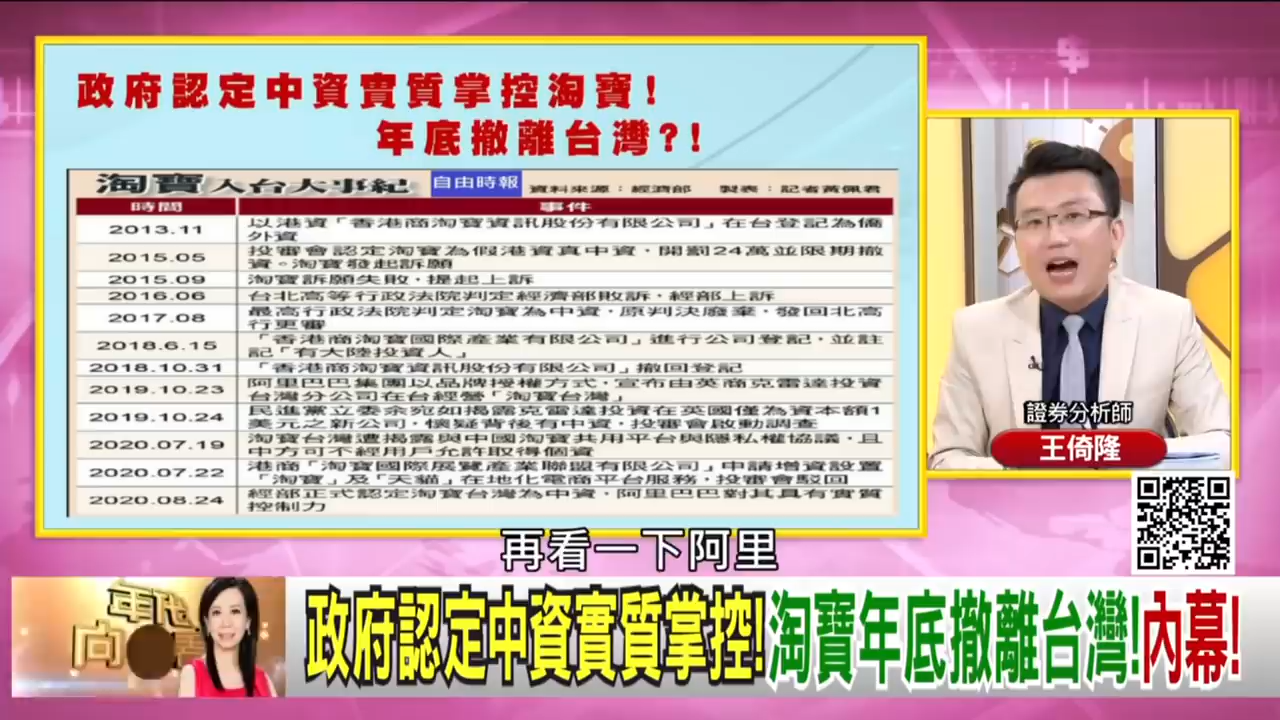 政府認定中資實質掌控淘寶!
年底撤離台灣?!
淘寶入台大事紀 自由時報 資料來源:經濟部 製表:記者黃佩君
時間 事件
2013.11 以港資「香港商淘寶資訊股份有限公司」在台登記為僑
外資
2015.05 投審會認定淘寶為假港資真中資,開罰24萬並限期撤
資。淘寶發起訴願
2015.09 淘寶訴願失敗,提起上訴
2016.06 台北高等行政法院判定經濟部敗訴,經部上訴
2017.08 最高行政法院判定淘寶為中資,原判決廢棄,發回北高
行更審
2018.6.15 「香港商淘寶國際產業有限公司」進行公司登記,並註
記「有大陸投資人」
2018.10.31 「香港商淘寶資訊股份有限公司」撤回登記
2019.10.23 阿里巴巴集團以品牌授權方式,宣布由英商克雷達投資
台灣分公司在台經營「淘寶台灣」
2019.10.24 民進黨立委余宛如揭露克雷達投資在英國僅為資本額1
美元之新公司,懷疑背後有中資,投審會啟動調查
2020.07.19 淘寶台灣遭揭露與中國淘寶共用平台與隱私權協議,且
中方可不經用戶允許取得個資
2020.07.22 港商「淘寶國際展覽產業聯盟有限公司」申請增資設置
「淘寶」及「天貓」在地化電商平台服務,投審會駁回
2020.08.24 經部正式認定淘寶台灣為中資,阿里巴巴對其具有實質
控制力
證券分析師
王倚隆
再看一下阿里
年代
向
政府認定中資實質掌控!淘寶年底撤離台灣!內幕!